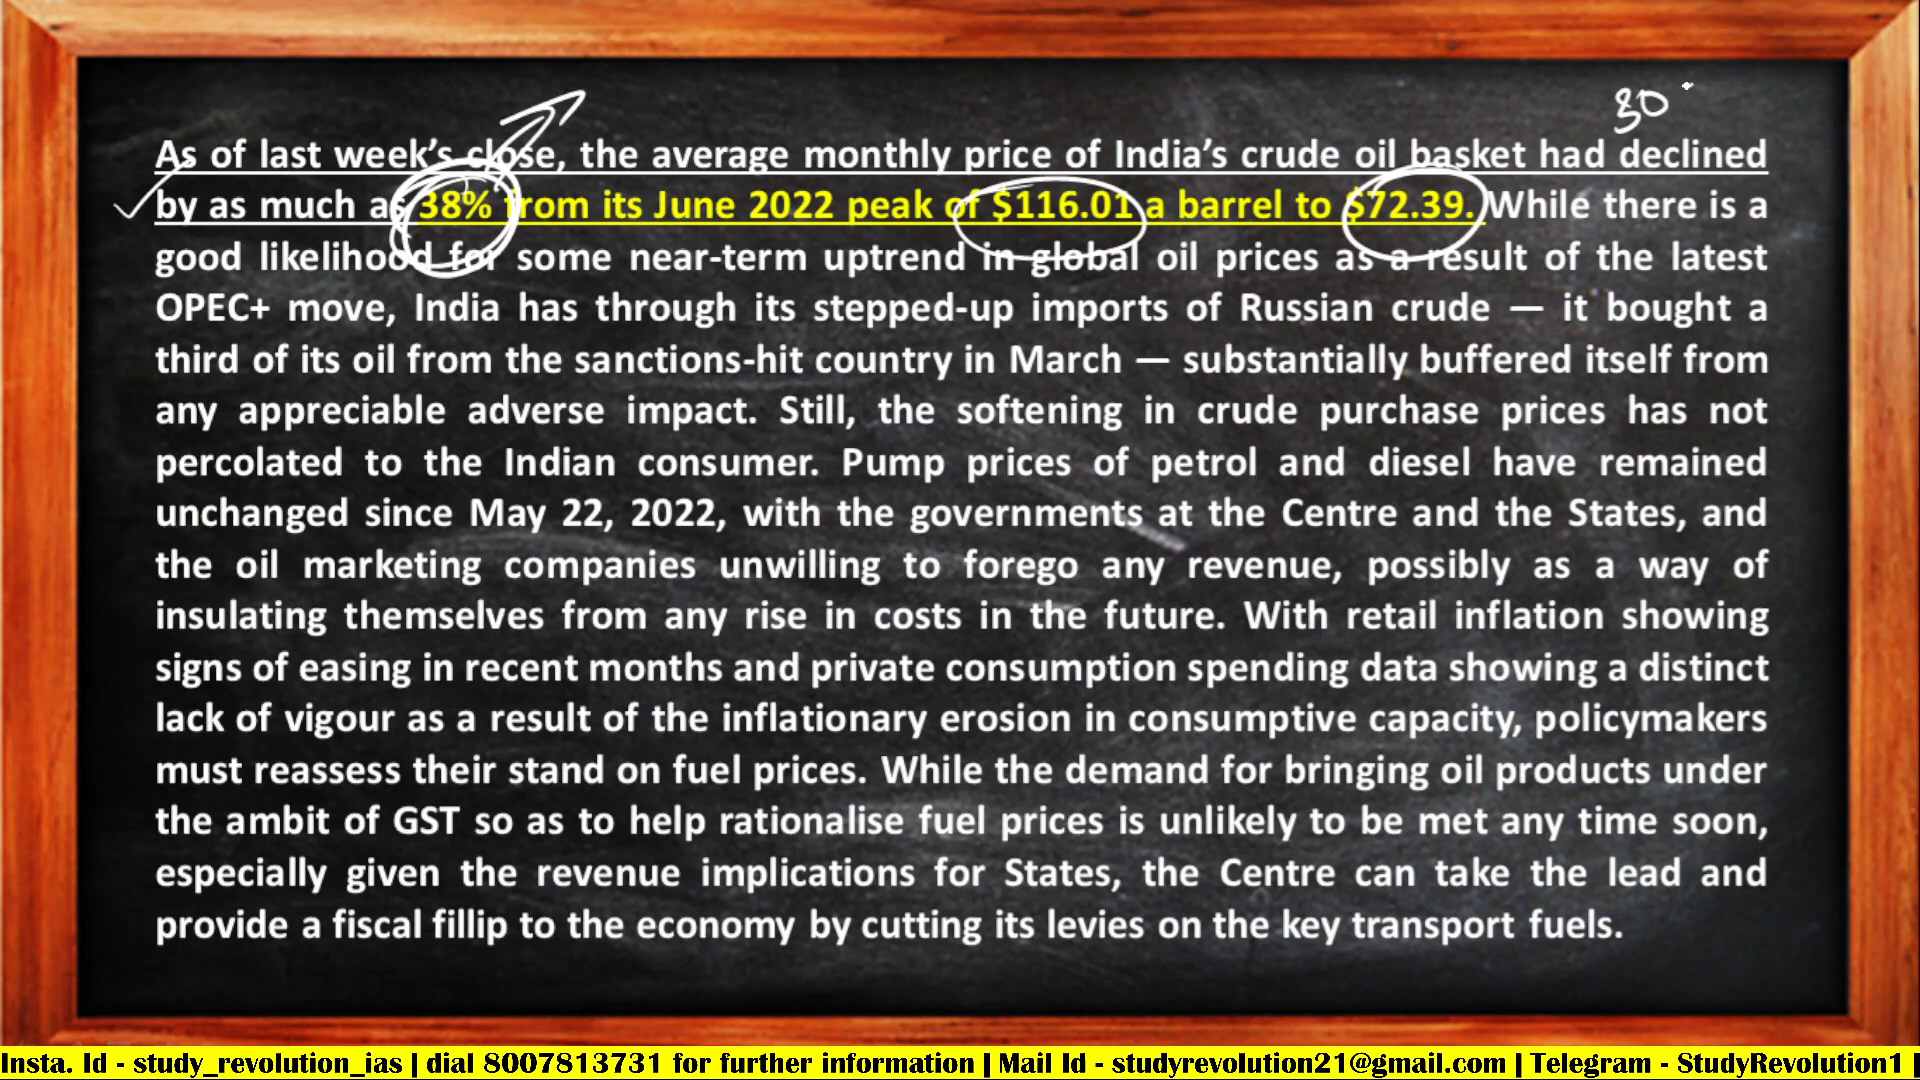 30
As of last week’s close, the average monthly price of India’s crude oil basket had declined
by as much as 38% from its June 2022 peak of $116.01 a barrel to $72.39. While there is a
good likelihood for some near-term uptrend in global oil prices as a result of the latest
OPEC+ move, India has through its stepped-up imports of Russian crude — it bought a
third of its oil from the sanctions-hit country in March — substantially buffered itself from
any appreciable adverse impact. Still, the softening in crude purchase prices has not
percolated to the Indian consumer. Pump prices of petrol and diesel have remained
unchanged since May 22, 2022, with the governments at the Centre and the States, and
the oil marketing companies unwilling to forego any revenue, possibly as a way of
insulating themselves from any rise in costs in the future. With retail inflation showing
signs of easing in recent months and private consumption spending data showing a distinct
lack of vigour as a result of the inflationary erosion in consumptive capacity, policymakers
must reassess their stand on fuel prices. While the demand for bringing oil products under
the ambit of GST so as to help rationalise fuel prices is unlikely to be met any time soon,
especially given the revenue implications for States, the Centre can take the lead and
provide a fiscal fillip to the economy by cutting its levies on the key transport fuels.
Insta. Id - study_revolution_ias | dial 8007813731 for further information | Mail Id - studyrevolution21@gmail.com | Telegram - StudyRevolution1 |